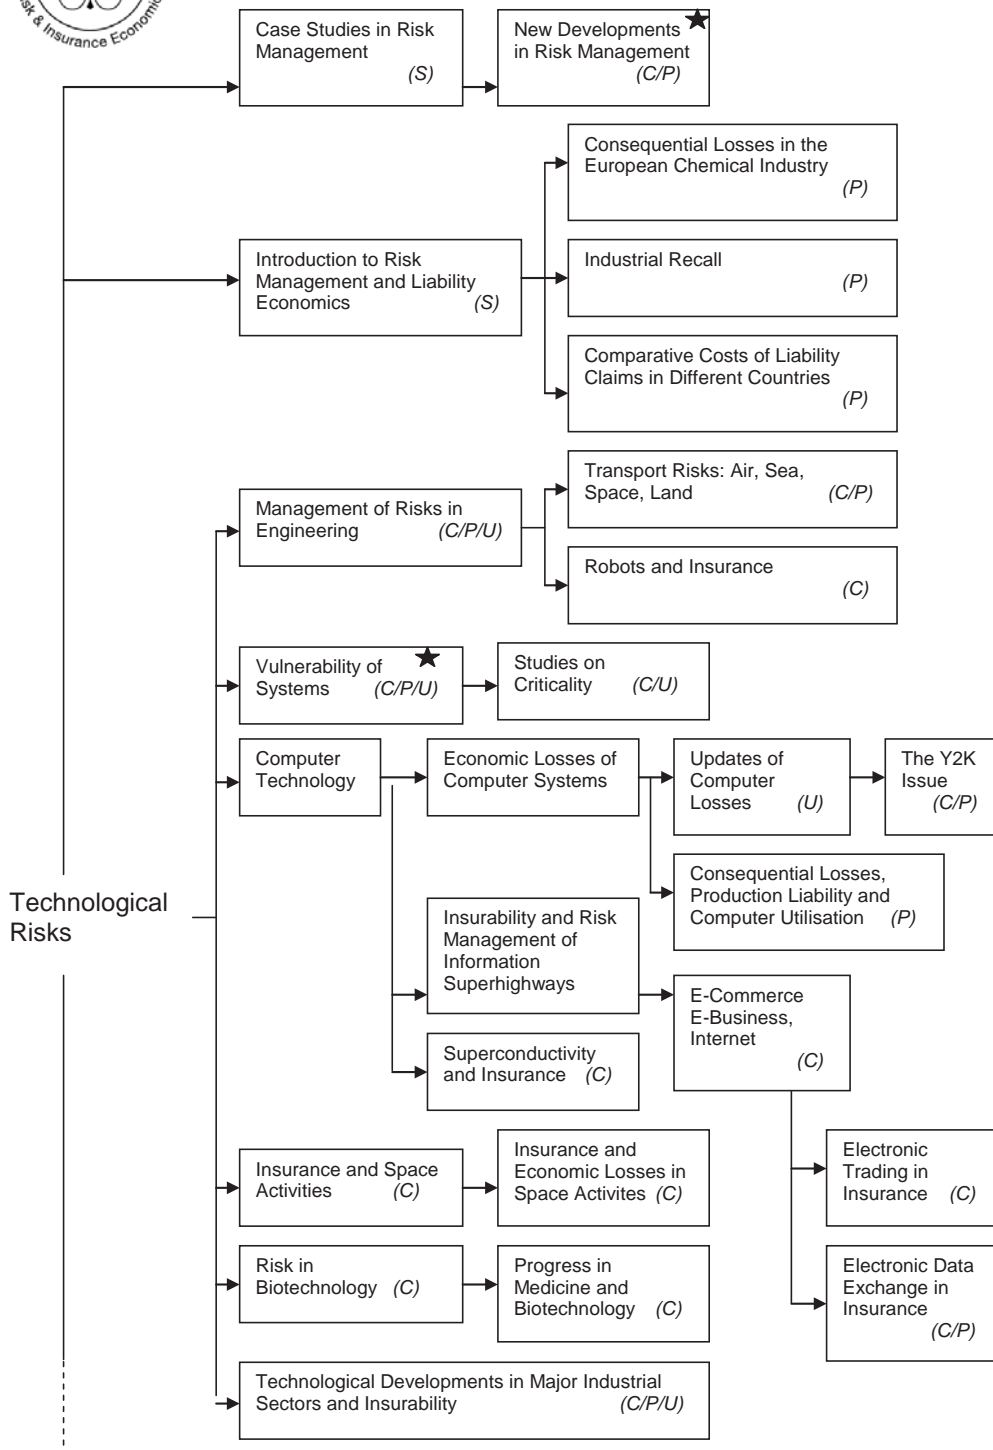 Risk & Insurance Economic
Case Studies in Risk
Management
(S)
New Developments
in Risk Management
(C/P)
Consequential Losses in the
European Chemical Industry
(P)
Introduction to Risk
Management and Liability
Economics (S)
Industrial Recall
(P)
Comparative Costs of Liability
Claims in Different Countries
(P)
Management of Risks in
Engineering (C/P/U)
Transport Risks: Air, Sea,
Space, Land (C/P)
Robots and Insurance
(C)
Vulnerability of
Systems (C/P/U)
Studies on
Criticality (C/U)
Computer
Technology
Economic Losses of
Computer Systems
Updates of
Computer
Losses (U)
The Y2K
Issue
(C/P)
Consequential Losses,
Production Liability and
Computer Utilisation (P)
Technological
Risks
Insurability and Risk
Management of
Information
Superhighways
E-Commerce
E-Business,
Internet
(C)
Superconductivity
and Insurance (C)
Electronic
Trading in
Insurance (C)
Insurance and Space
Activities (C)
Insurance and
Economic Losses in
Space Activites (C)
Risk in
Biotechnology (C)
Progress in
Medicine and
Biotechnology (C)
Electronic Data
Exchange in
Insurance
(C/P)
Technological Developments in Major Industrial
Sectors and Insurability (C/P/U)